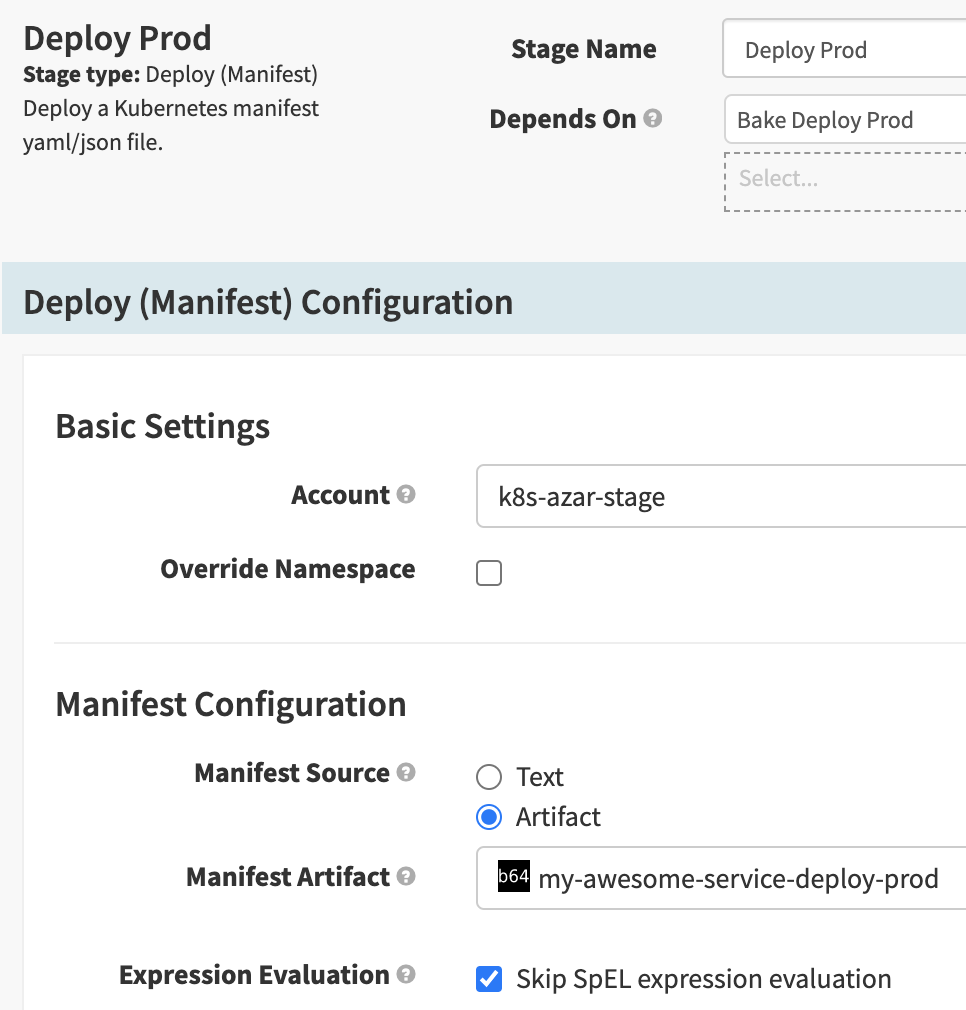 Deploy Prod
Stage type: Deploy (Manifest)
Deploy a Kubernetes manifest
yaml/json file.
Stage Name
Deploy Prod
Depends On ?
Bake Deploy Prod
Select...
Deploy (Manifest) Configuration
Basic Settings
Account ?
k8s-azar-stage
Override Namespace
Manifest Configuration
Manifest Source ?
Text
Artifact
Manifest Artifact ?
b64 my-awesome-service-deploy-prod
Expression Evaluation ?
Skip SpEL expression evaluation